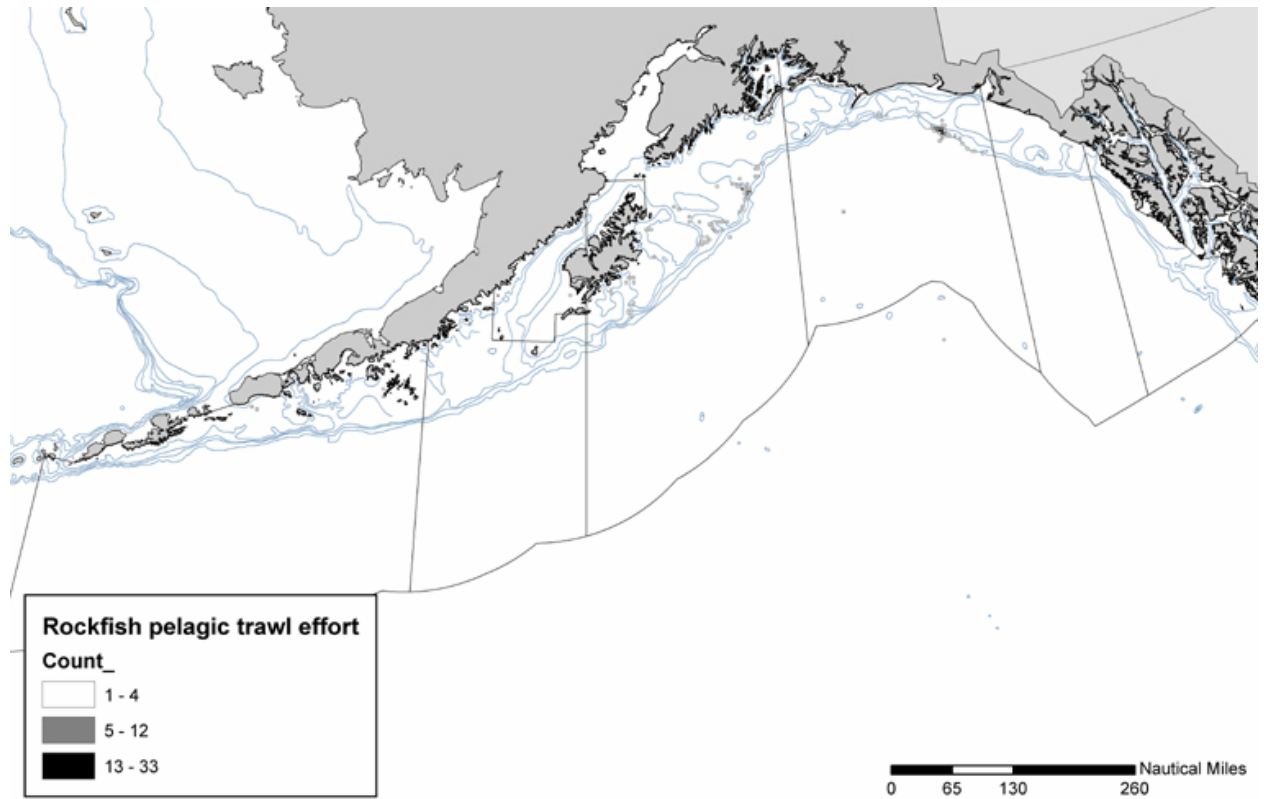 Rockfish pelagic trawl effort
Count_
1 - 4
5 - 12
13 - 33
Nautical Miles
0 65 130 260